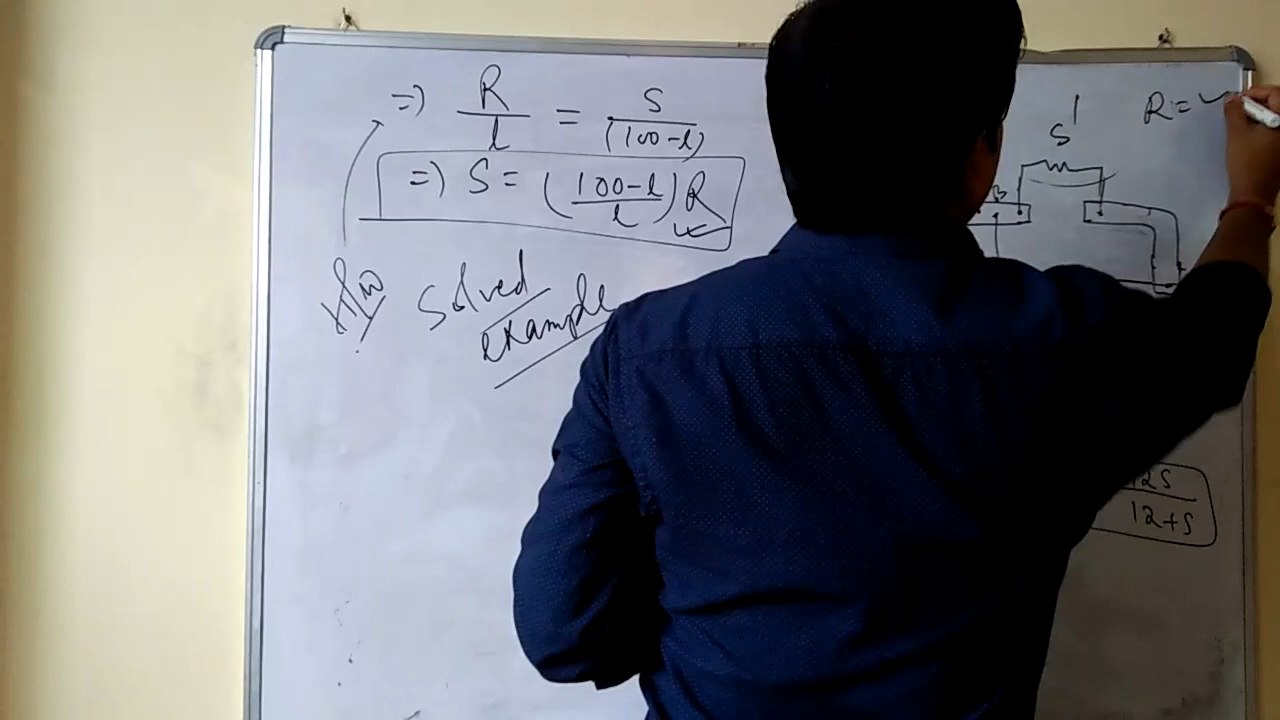 =) R/l = S/(100-l)
=) S = (100-l/l) R
H/w
Solved
example
S'
R =
B
12S
12+S